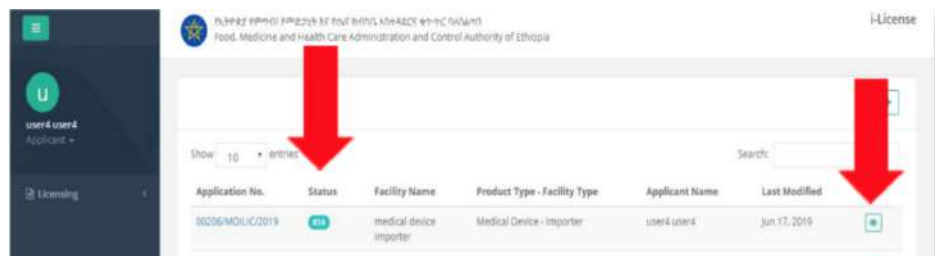 i-License
Food, Medicine and Health Care Administration and Control Authority of Ethiopia
u
user4 user4
Applicant
Show 10 entries
Search:
Licensing
Application No. Status Facility Name Product Type - Facility Type Applicant Name Last Modified
00206/MDILIC/2019 medical device importer Medical Device - Importer user4 user4 Jun 17, 2019